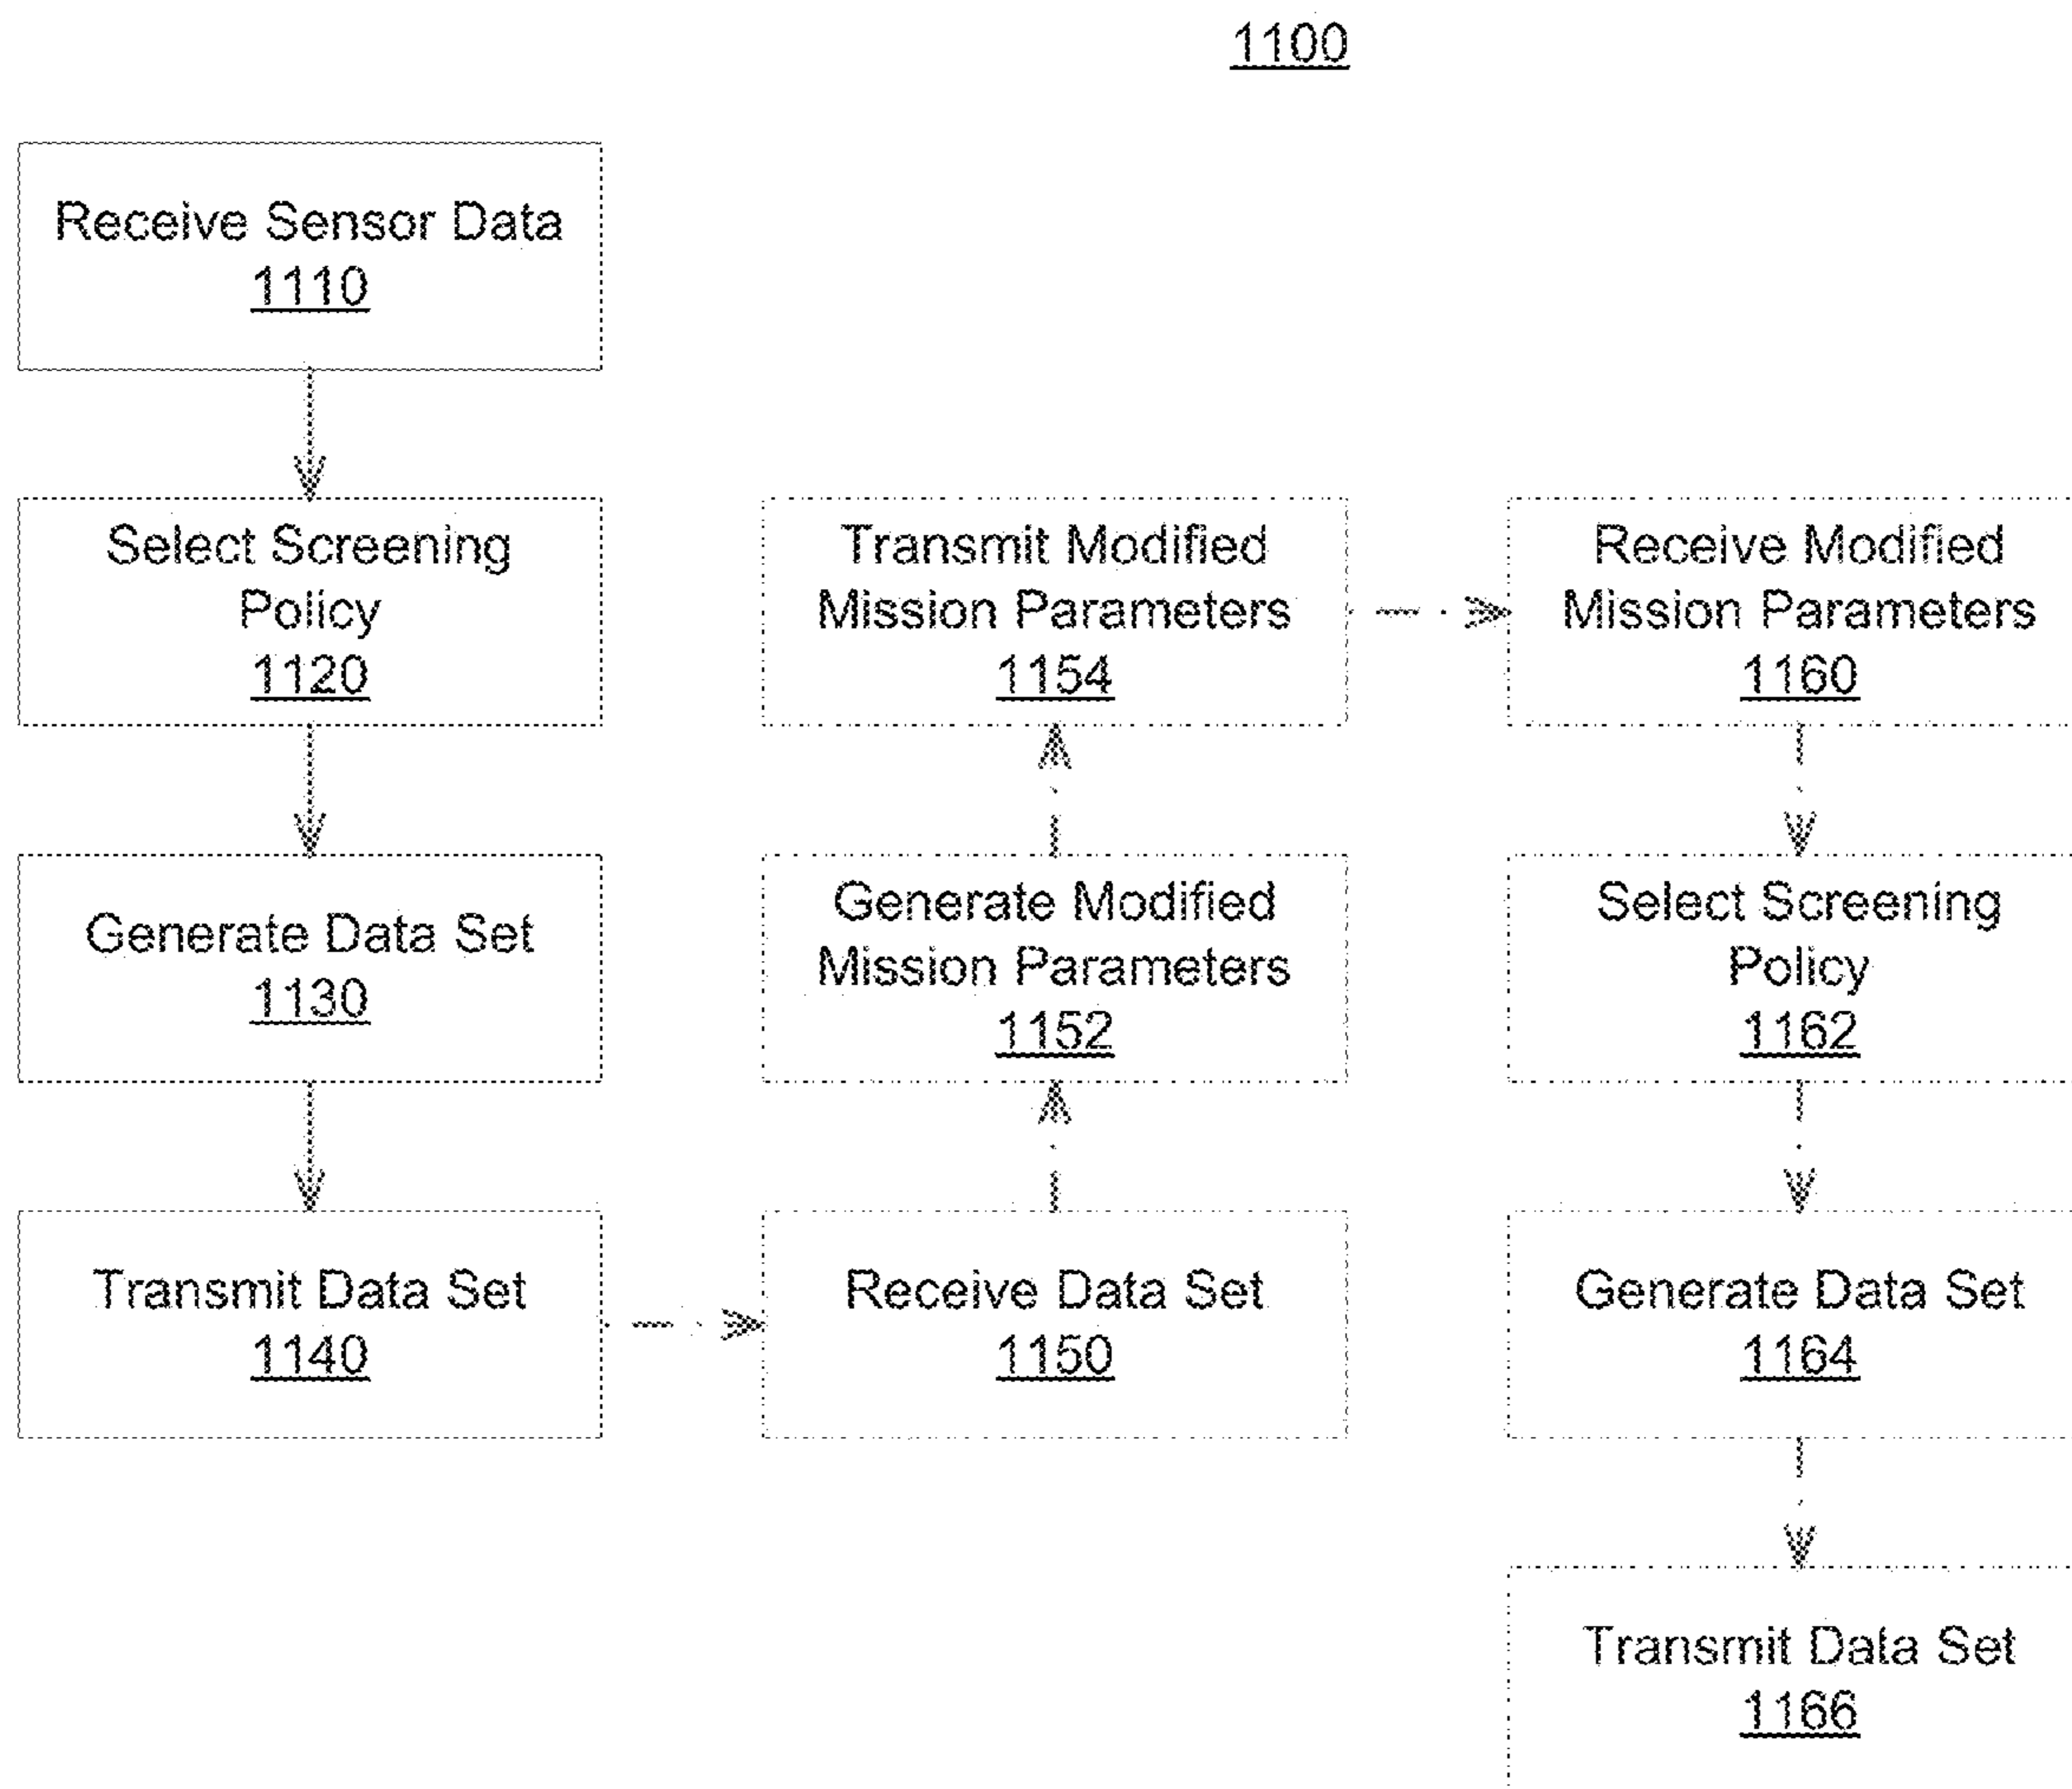 1100
Receive Sensor Data
1110
Select Screening
Policy
1120
Generate Data Set
1130
Transmit Data Set
1140
Transmit Modified
Mission Parameters
1154
Generate Modified
Mission Parameters
1152
Receive Data Set
1150
Receive Modified
Mission Parameters
1160
Select Screening
Policy
1162
Generate Data Set
1164
Transmit Data Set
1166